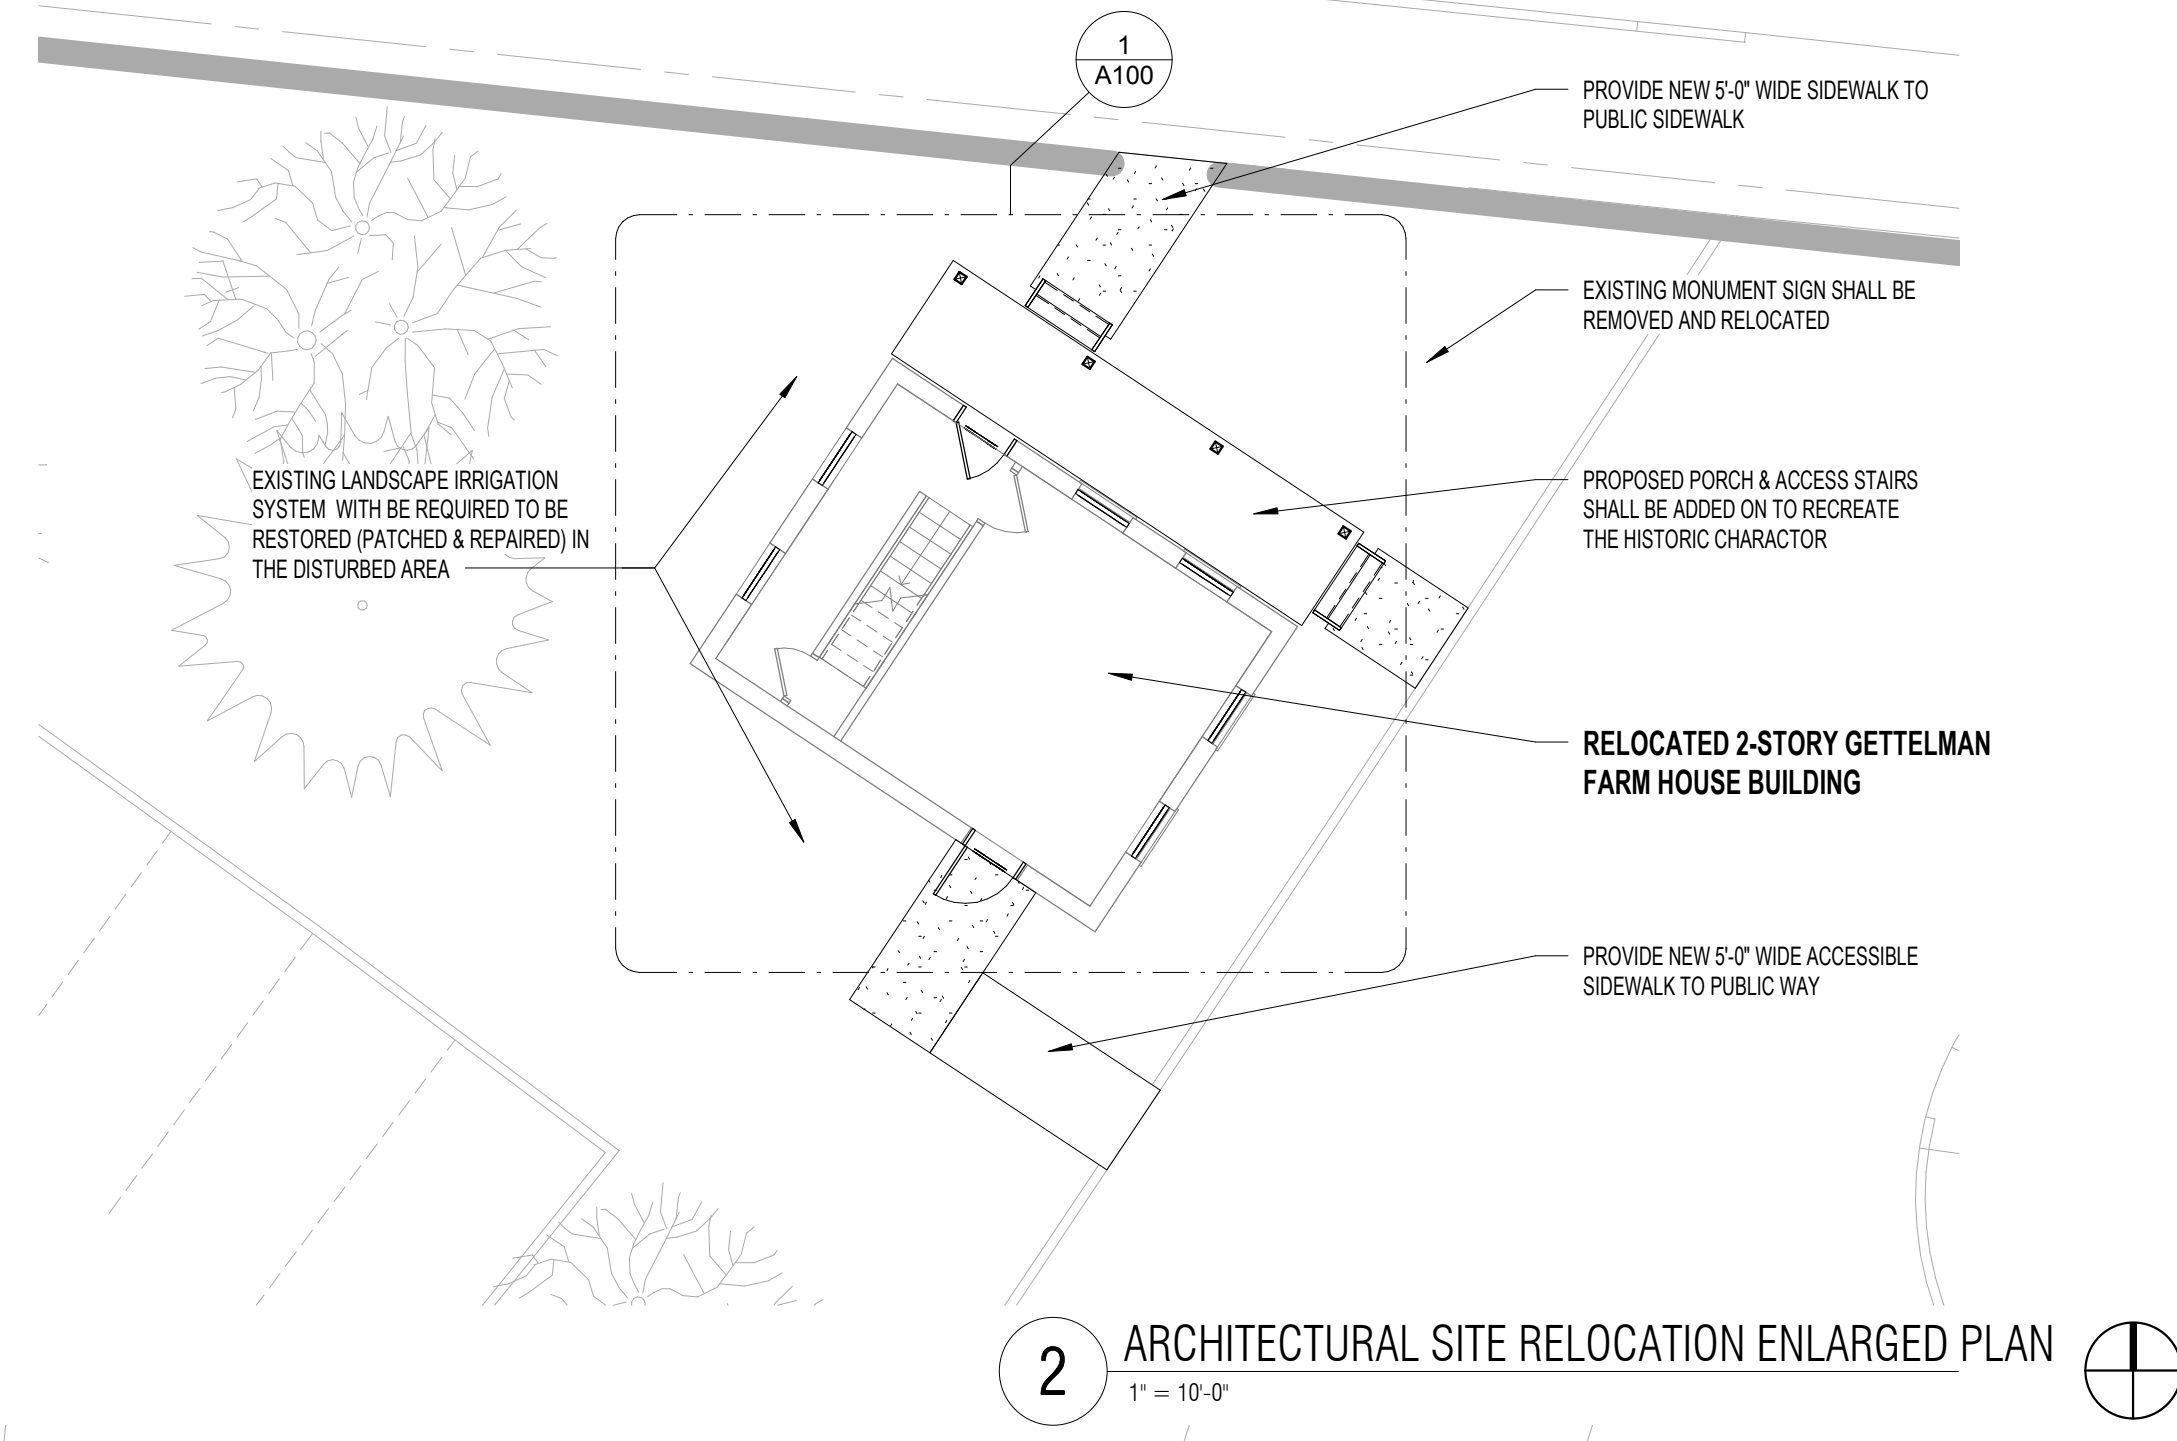 1
A100
PROVIDE NEW 5'-0" WIDE SIDEWALK TO
PUBLIC SIDEWALK
EXISTING MONUMENT SIGN SHALL BE
REMOVED AND RELOCATED
EXISTING LANDSCAPE IRRIGATION
SYSTEM  WITH BE REQUIRED TO BE
RESTORED (PATCHED & REPAIRED) IN
THE DISTURBED AREA
PROPOSED PORCH & ACCESS STAIRS
SHALL BE ADDED ON TO RECREATE
THE HISTORIC CHARACTOR
RELOCATED 2-STORY GETTELMAN
FARM HOUSE BUILDING
PROVIDE NEW 5'-0" WIDE ACCESSIBLE
SIDEWALK TO PUBLIC WAY
2
ARCHITECTURAL SITE RELOCATION ENLARGED PLAN
1" = 10'-0"